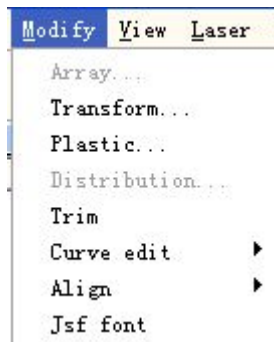 Modify View Laser
Array...
Transform...
Plastic...
Distribution...
Trim
Curve edit
Align
Jsf font